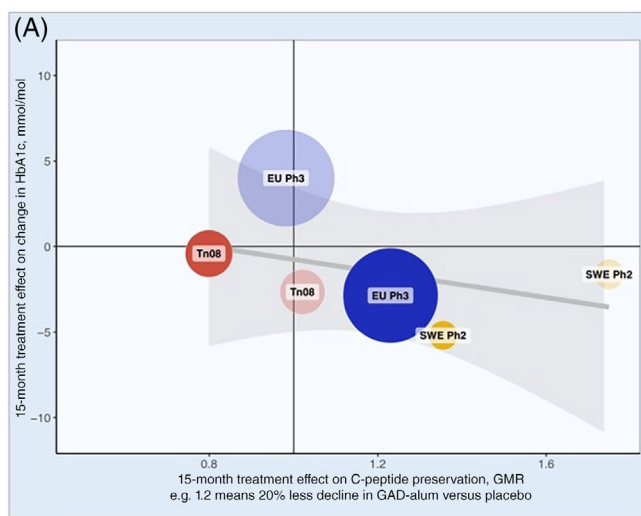 (A)
15-month treatment effect on change in HbA1c, mmol/mol
10
5
0
−5
−10
EU Ph3
Tn08
Tn08
EU Ph3
SWE Ph2
SWE Ph2
0.8
1.2
1.6
15-month treatment effect on C-peptide preservation, GMR
e.g. 1.2 means 20% less decline in GAD-alum versus placebo